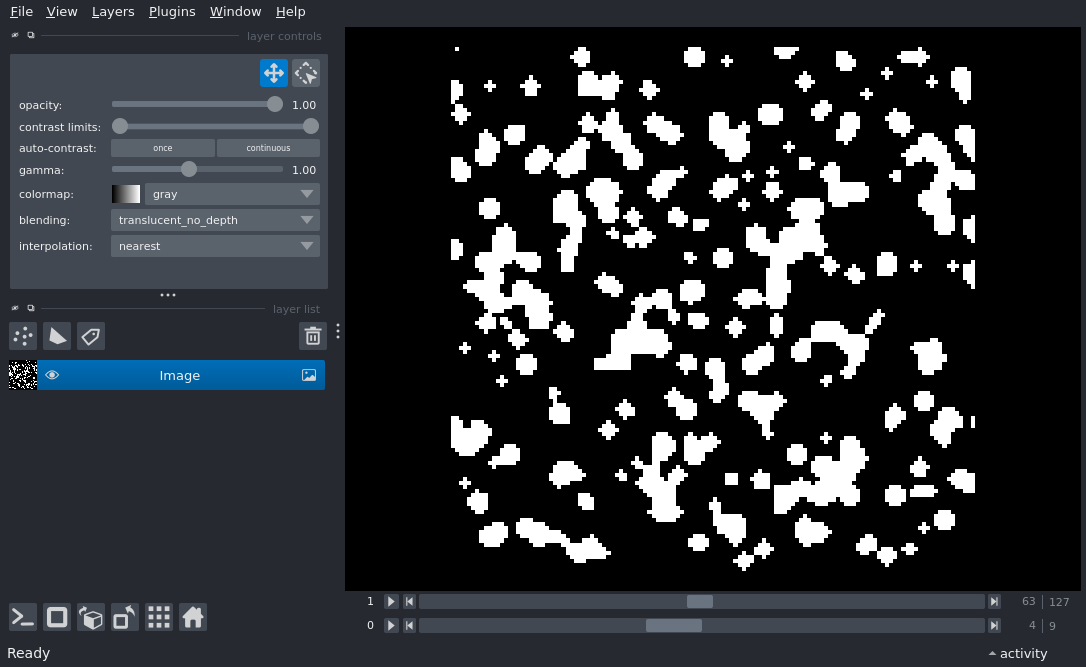 File View Layers Plugins Window Help
layer controls
opacity: 1.00
contrast limits:
auto-contrast: once continuous
gamma: 1.00
colormap: gray
blending: translucent_no_depth
interpolation: nearest
layer list
Image
1 63 127
0 4 9
Ready activity